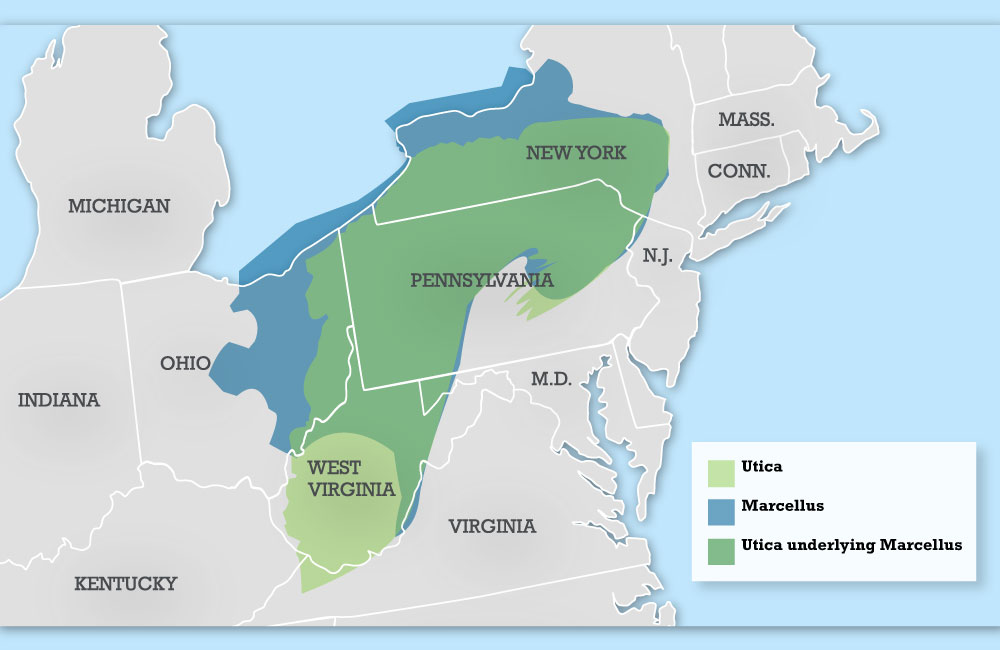 MASS.
NEW YORK
CONN.
MICHIGAN
N.J.
PENNSYLVANIA
OHIO
M.D.
INDIANA
WEST
VIRGINIA
VIRGINIA
KENTUCKY
Utica
Marcellus
Utica underlying Marcellus